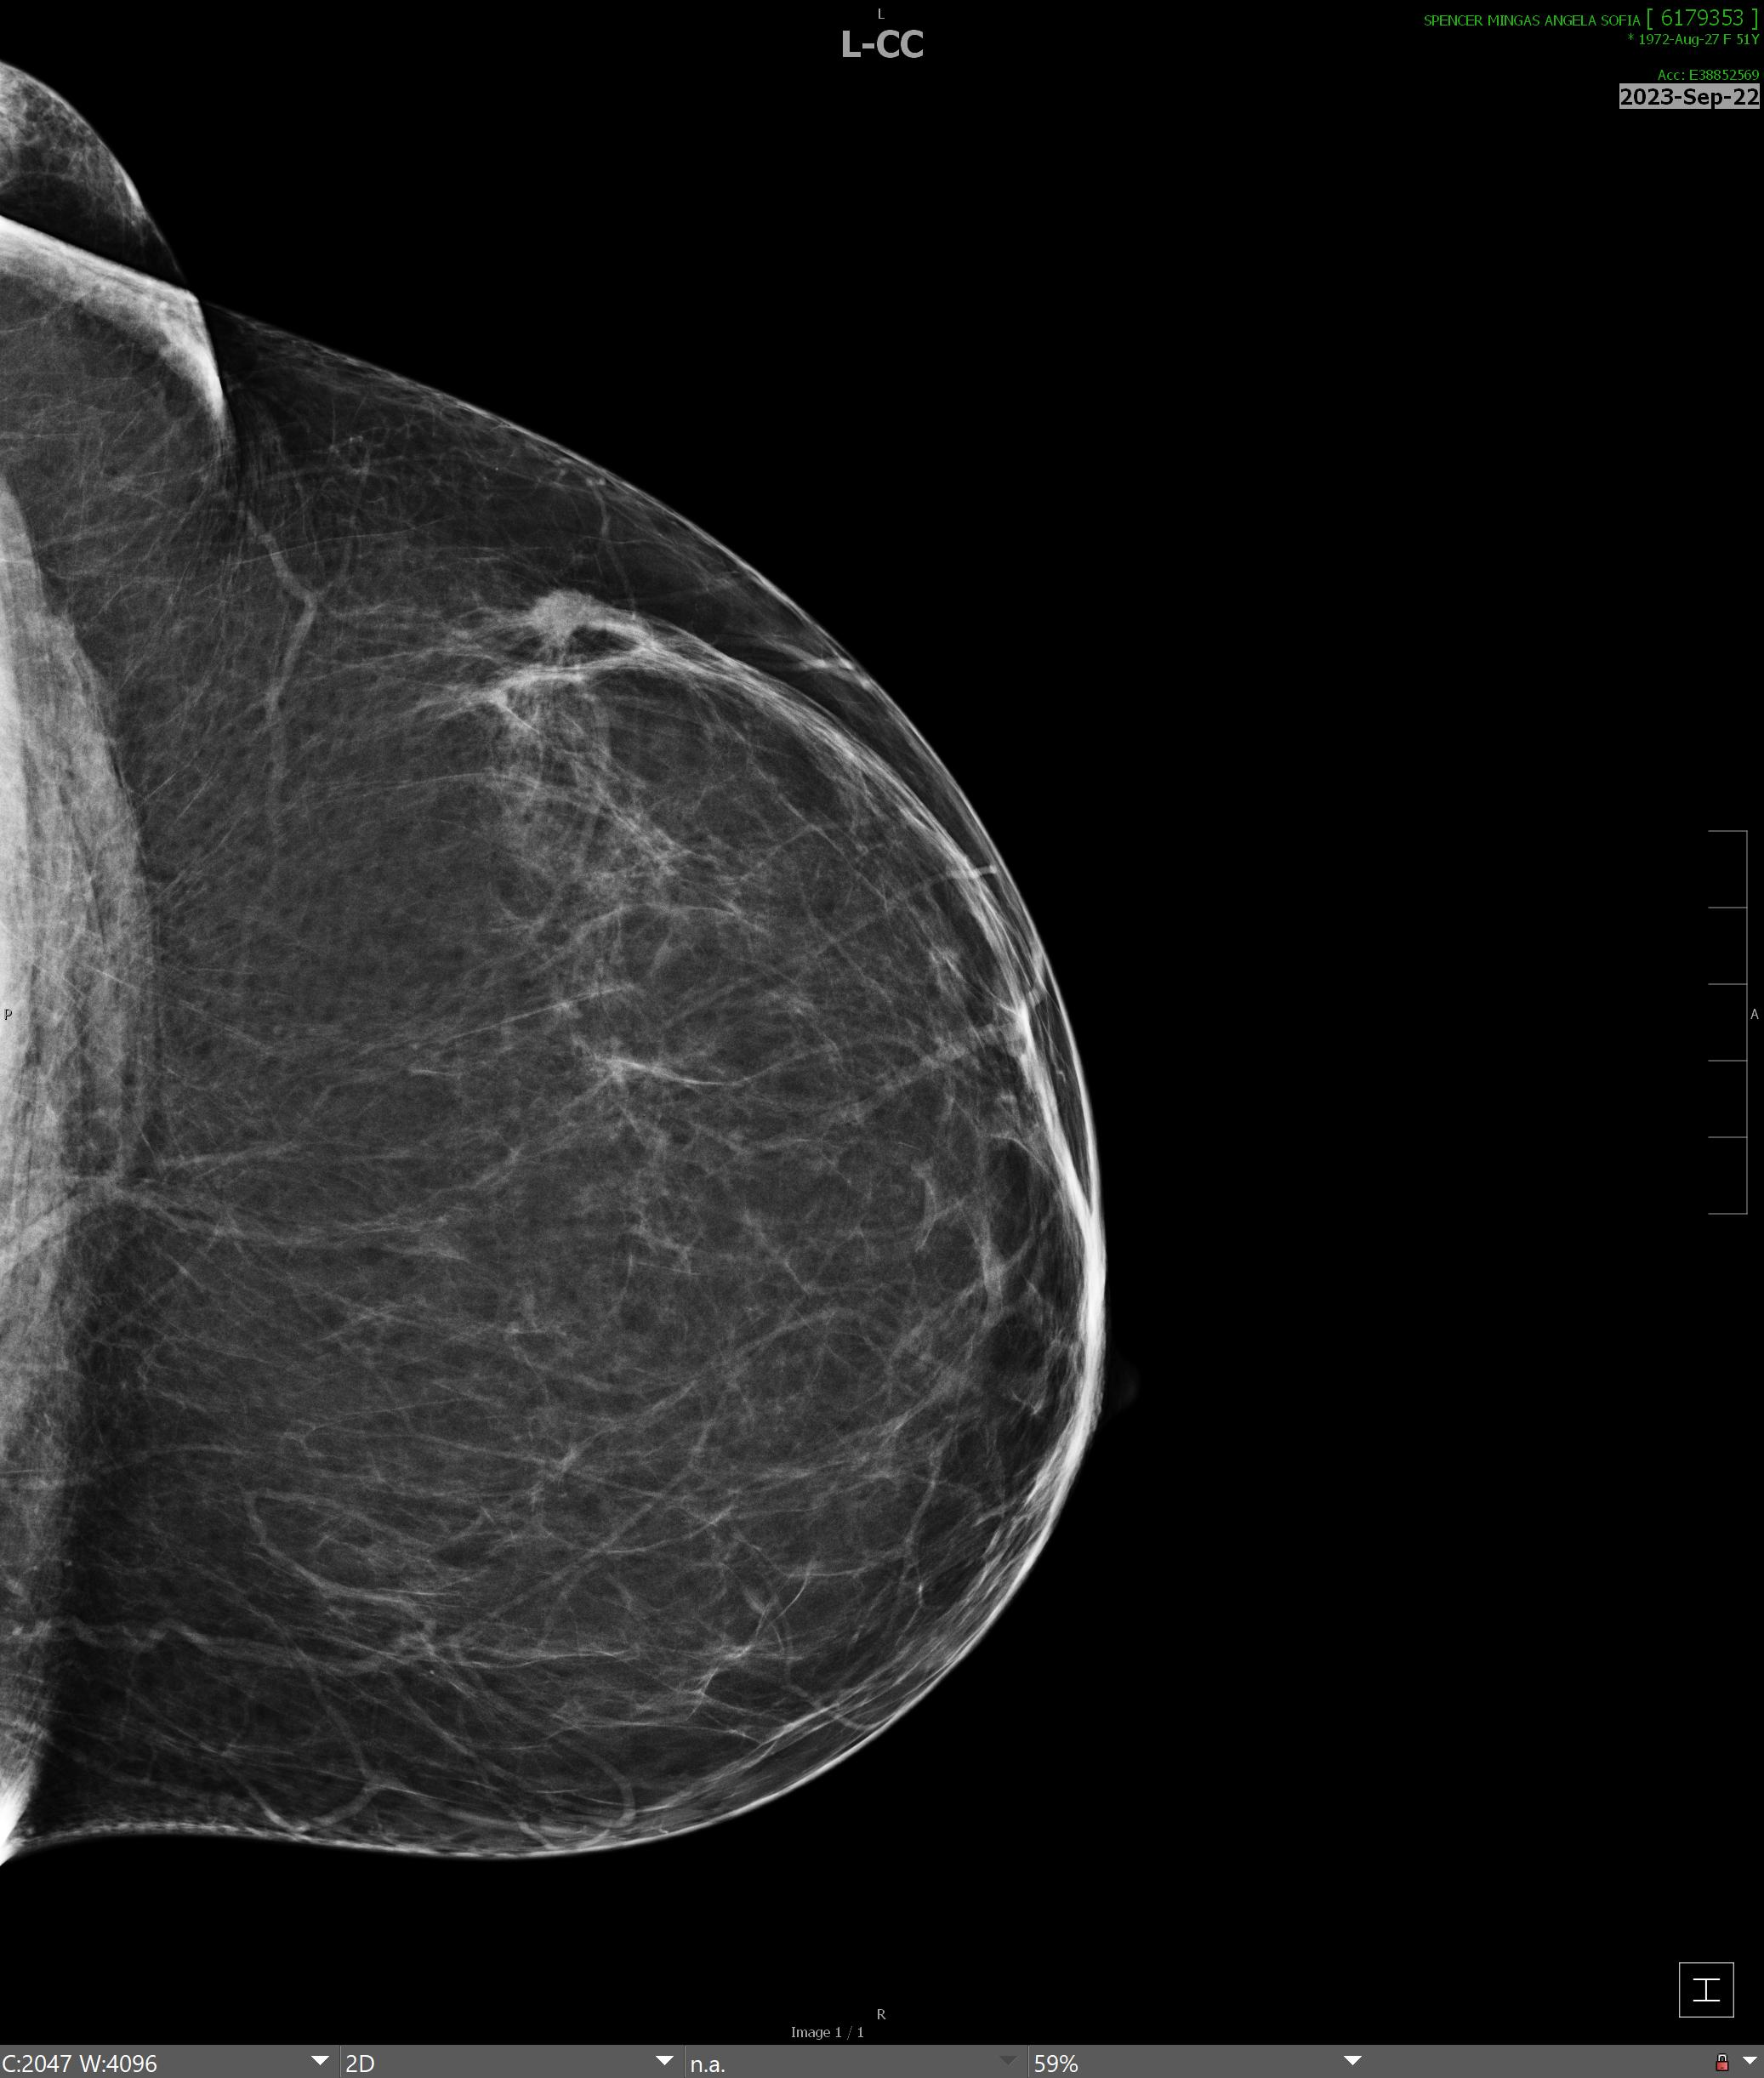 L
L-CC
SPENCER MINGAS ANGELA SOFIA [ 6179353 ]
* 1972-Aug-27 F 51Y
Acc: E38852569
2023-Sep-22
P
A
R
Image 1 / 1
C:2047 W:4096
2D
n.a.
59%